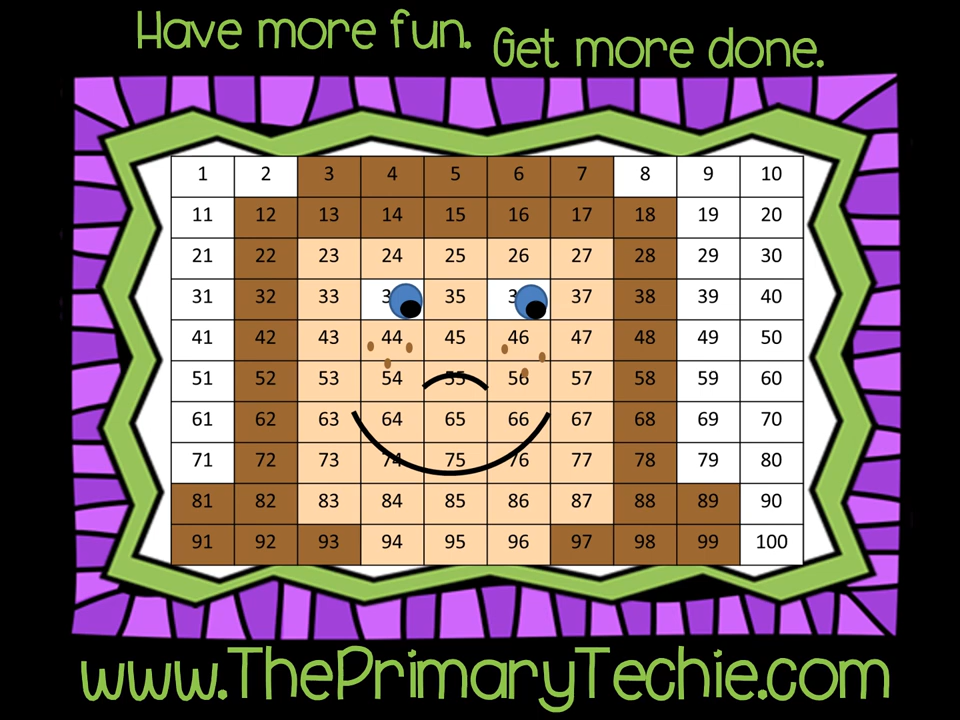 Have more fun. Get more done.
1 2 3 4 5 6 7 8 9 10
11 12 13 14 15 16 17 18 19 20
21 22 23 24 25 26 27 28 29 30
31 32 33 35 37 38 39 40
41 42 43 44 45 46 47 48 49 50
51 52 53 54 55 56 57 58 59 60
61 62 63 64 65 66 67 68 69 70
71 72 73 74 75 76 77 78 79 80
81 82 83 84 85 86 87 88 89 90
91 92 93 94 95 96 97 98 99 100
www.ThePrimaryTechie.com